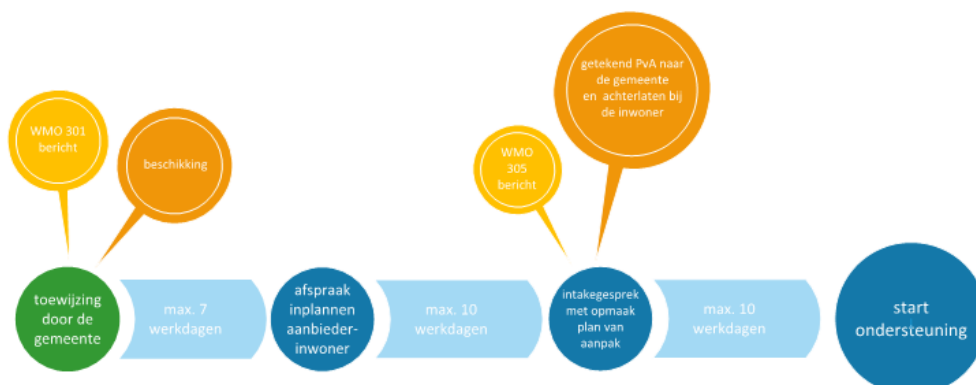 WMO 301
bericht
beschikking
getekend PvA naar
de gemeente
en achterlaten bij
de inwoner
WMO
305
bericht
toewijzing
door de
gemeente
max. 7
werkdagen
afspraak
inplannen
aanbieder-
inwoner
max. 10
werkdagen
intakegesprek
met opmaak
plan van
aanpak
max. 10
werkdagen
start
ondersteuning